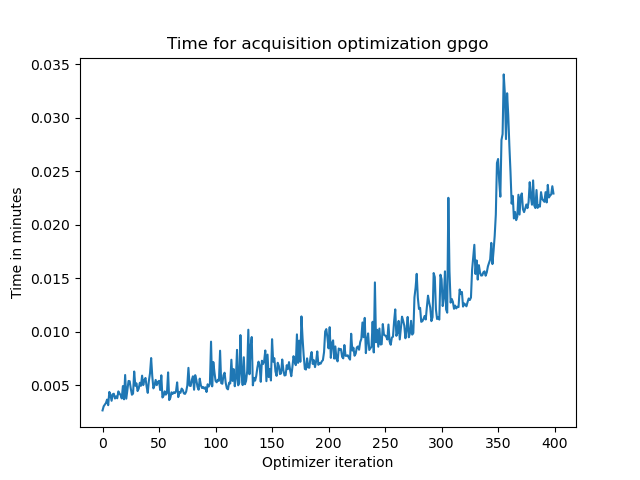 Time for acquisition optimization gpgo
0.035
0.030
0.025
0.020
0.015
0.010
0.005
Time in minutes
0 50 100 150 200 250 300 350 400
Optimizer iteration